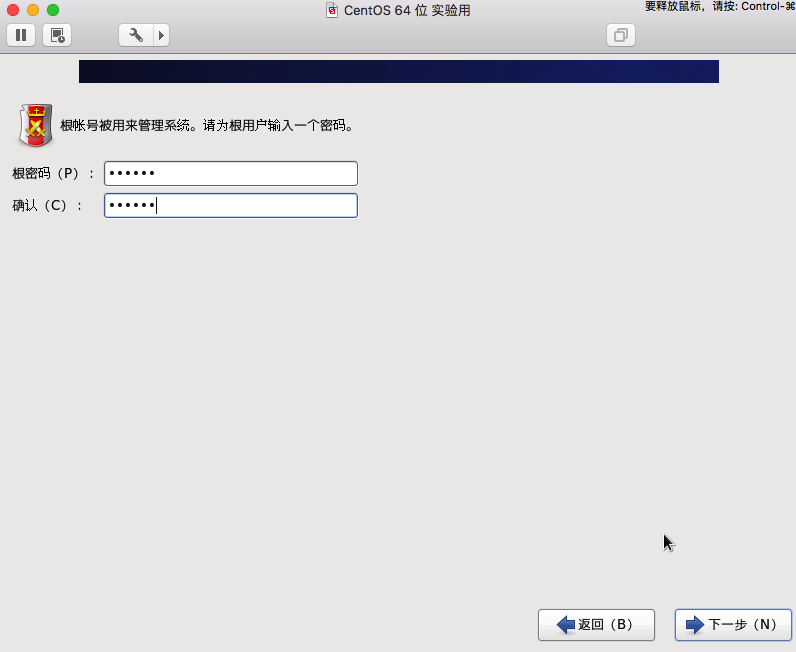 要释放鼠标，请按: Control-⌘
CentOS 64 位 实验用
根帐号被用来管理系统。请为根用户输入一个密码。
根密码（P）：
••••••
确认（C）：
••••••
返回（B）
下一步（N）